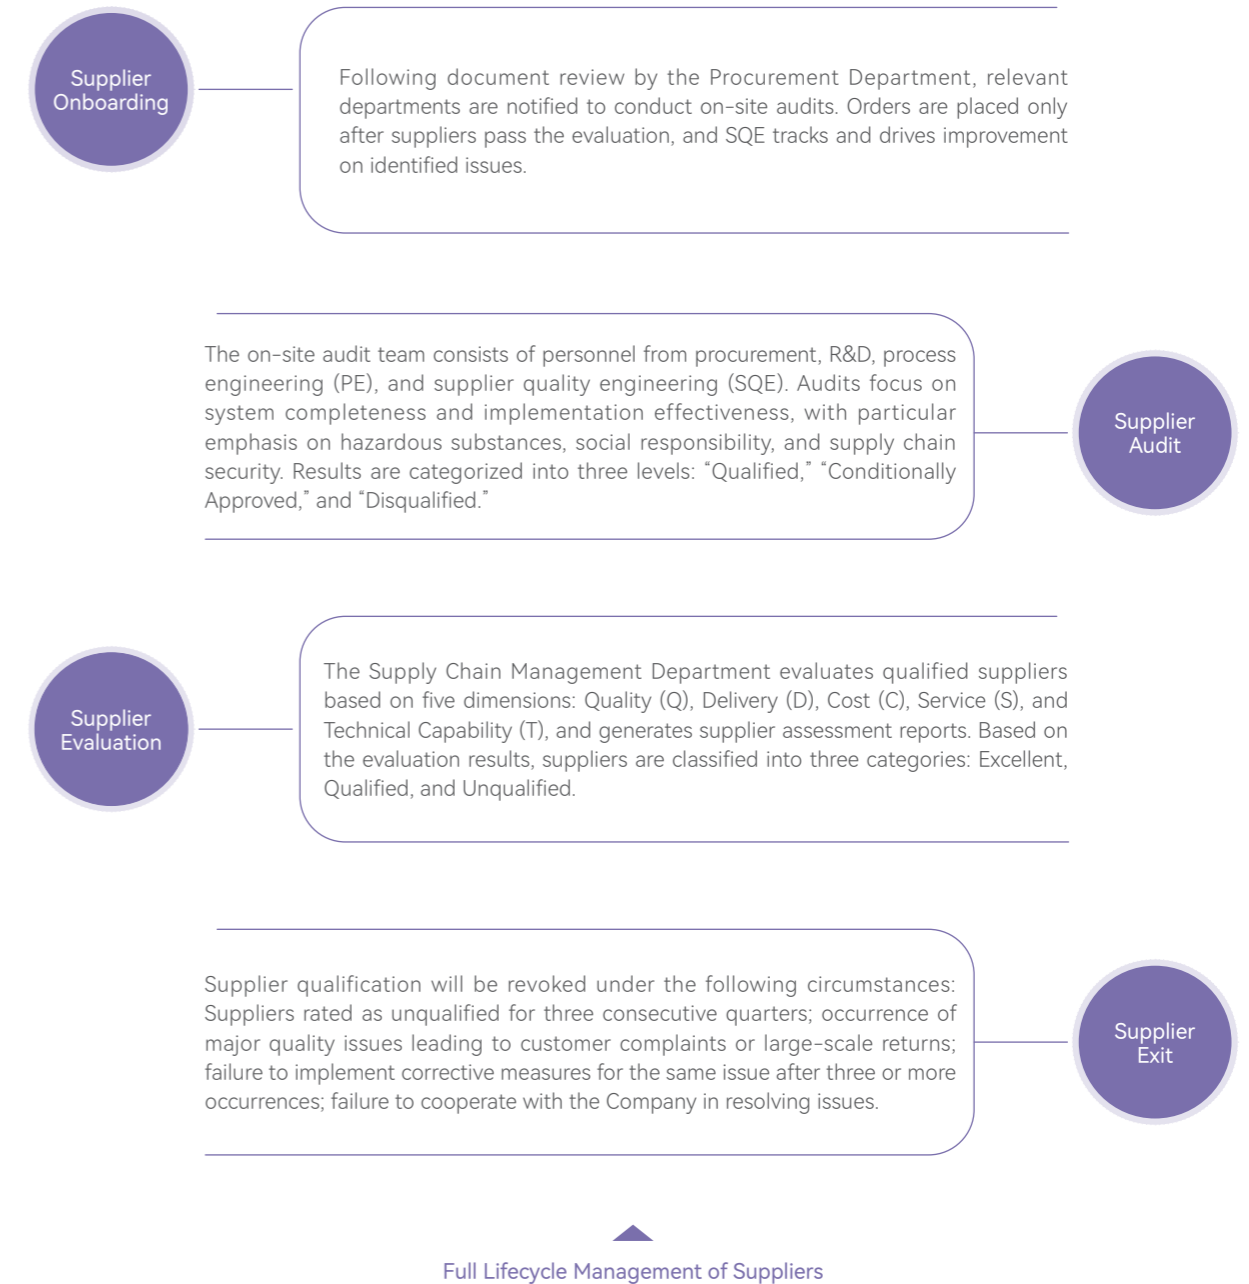 Supplier
Onboarding
Following document review by the Procurement Department, relevant
departments are notified to conduct on-site audits. Orders are placed only
after suppliers pass the evaluation, and SQE tracks and drives improvement
on identified issues.
The on-site audit team consists of personnel from procurement, R&D, process
engineering (PE), and supplier quality engineering (SQE). Audits focus on
system completeness and implementation effectiveness, with particular
emphasis on hazardous substances, social responsibility, and supply chain
security. Results are categorized into three levels: “Qualified,” “Conditionally
Approved,” and “Disqualified.”
Supplier
Audit
Supplier
Evaluation
The Supply Chain Management Department evaluates qualified suppliers
based on five dimensions: Quality (Q), Delivery (D), Cost (C), Service (S), and
Technical Capability (T), and generates supplier assessment reports. Based on
the evaluation results, suppliers are classified into three categories: Excellent,
Qualified, and Unqualified.
Supplier qualification will be revoked under the following circumstances:
Suppliers rated as unqualified for three consecutive quarters; occurrence of
major quality issues leading to customer complaints or large-scale returns;
failure to implement corrective measures for the same issue after three or more
occurrences; failure to cooperate with the Company in resolving issues.
Supplier
Exit
Full Lifecycle Management of Suppliers